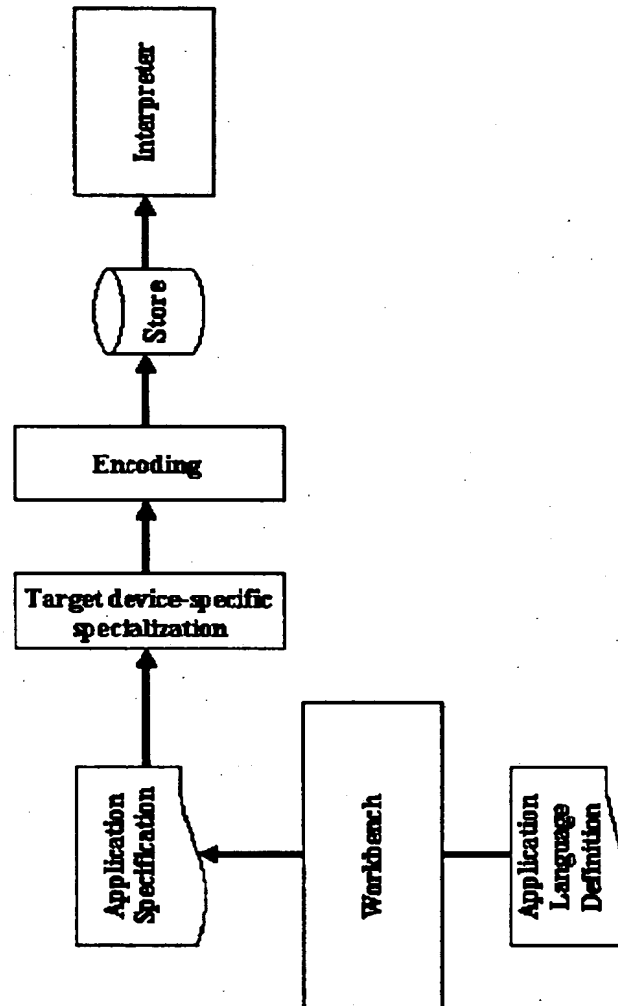 Interpreter
Store
Encoding
Target device-specific
specialization
Application
Specification
Workbench
Application
Language
Definition